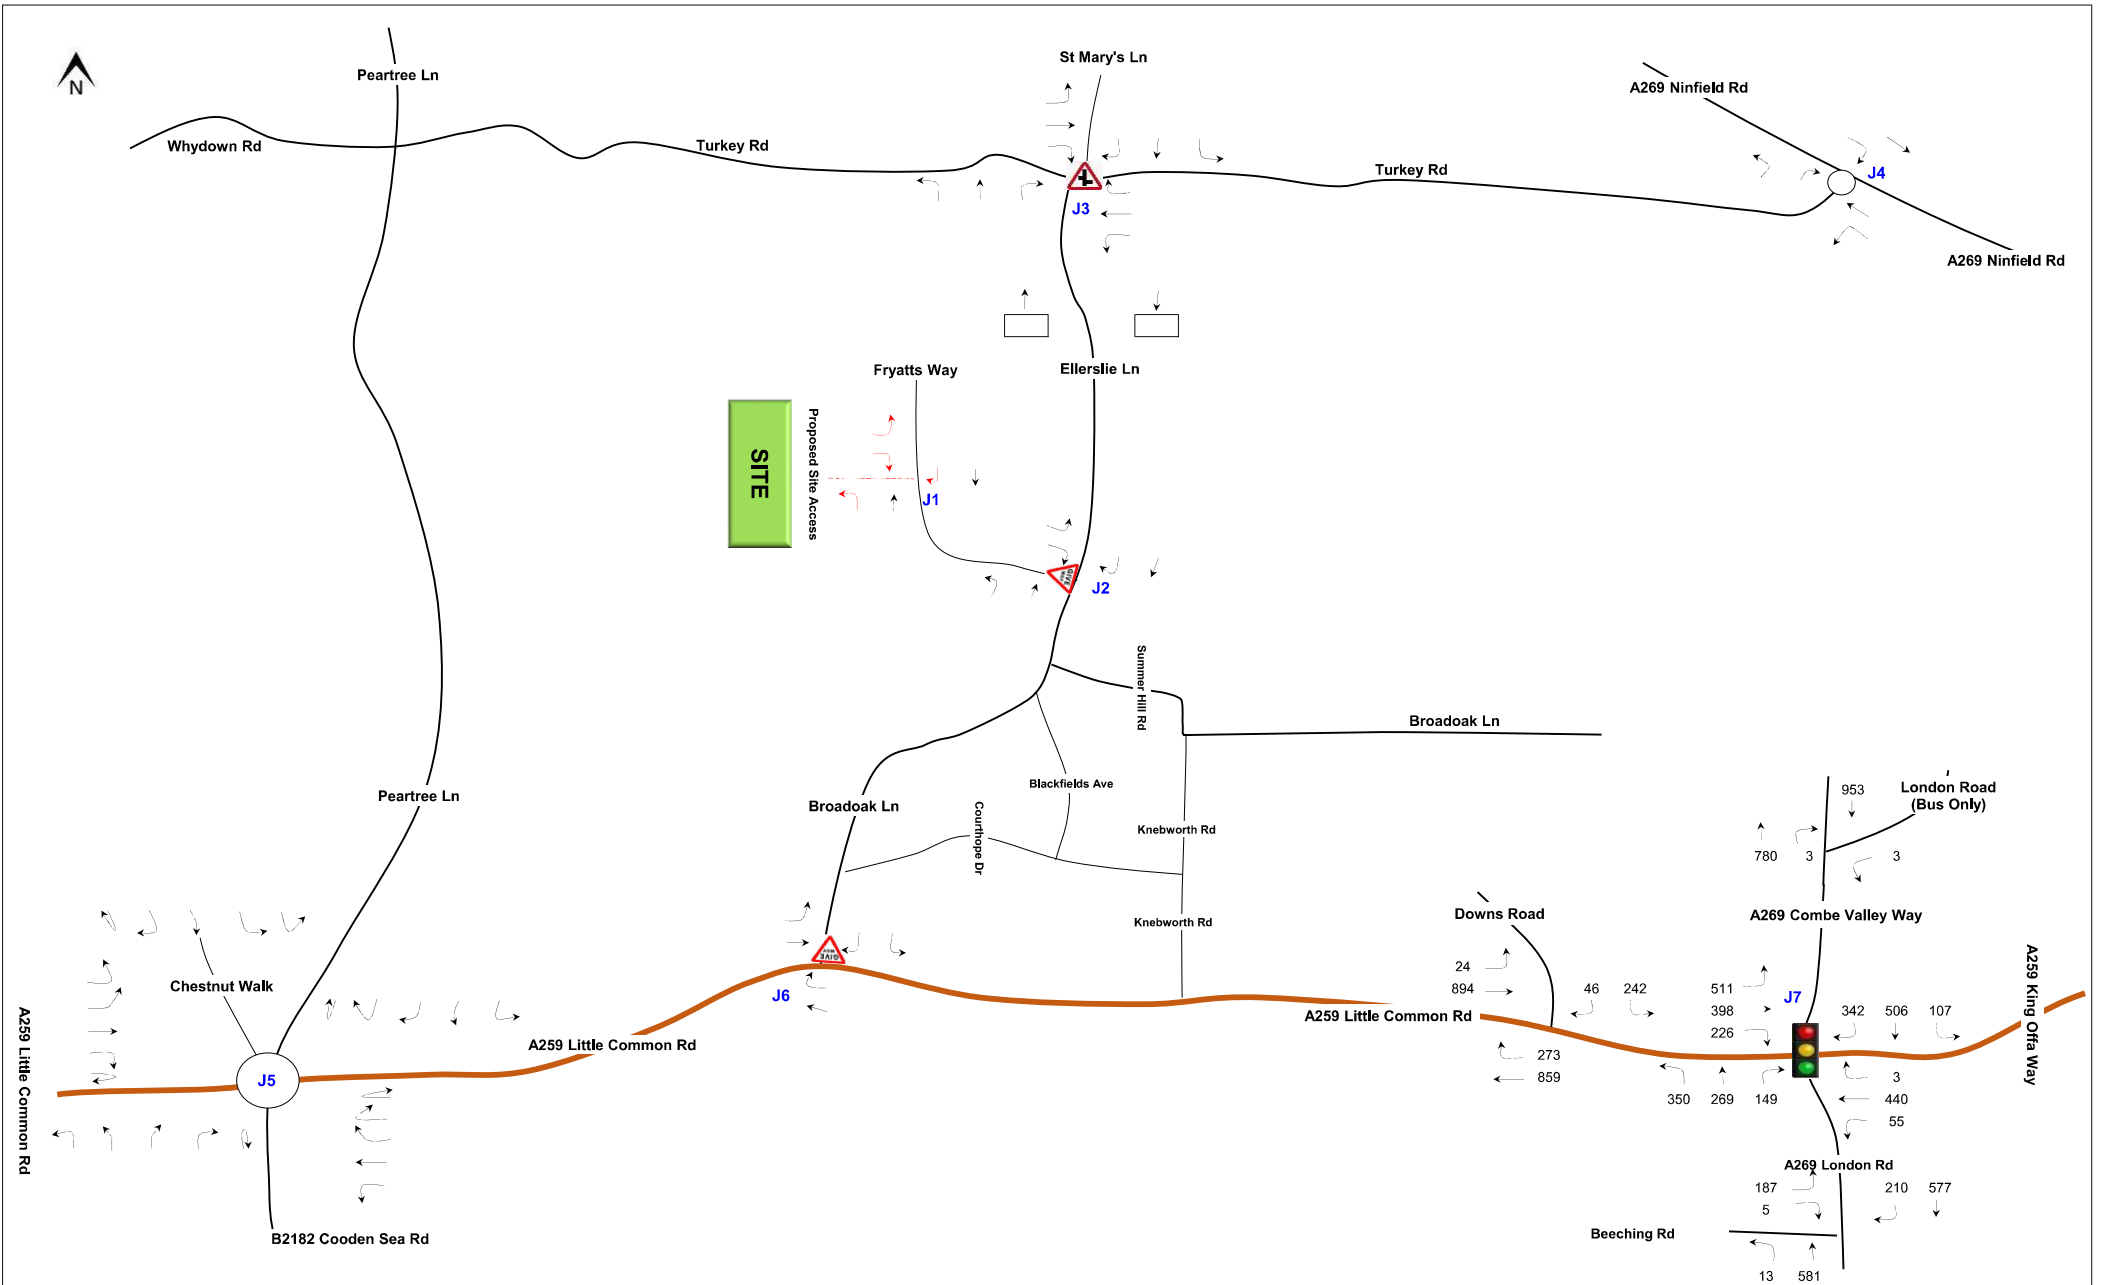 St Mary's Ln
Peartree Ln
A269 Ninfield Rd
N
Whydown Rd
Turkey Rd
Turkey Rd
J4
J3
A269 Ninfield Rd
Fryatts Way
Ellerslie Ln
SITE
Proposed Site Access
J1
J2
GIVE WAY
Summer Hill Rd
Broadoak Ln
Blackfields Ave
Peartree Ln
Broadoak Ln
Courthope Dr
Knebworth Rd
953
London Road
(Bus Only)
780 3 3
Knebworth Rd
Downs Road
A269 Combe Valley Way
GIVE WAY
24
894
46 242
511
398
226
J7
342 506 107
A259 King Offa Way
Chestnut Walk
J6
A259 Little Common Rd
A259 Little Common Rd
A259 Little Common Rd
273
859
J5
350 269 149
3
440
55
A269 London Rd
187
5
210 577
Beeching Rd
B2182 Cooden Sea Rd
13 581